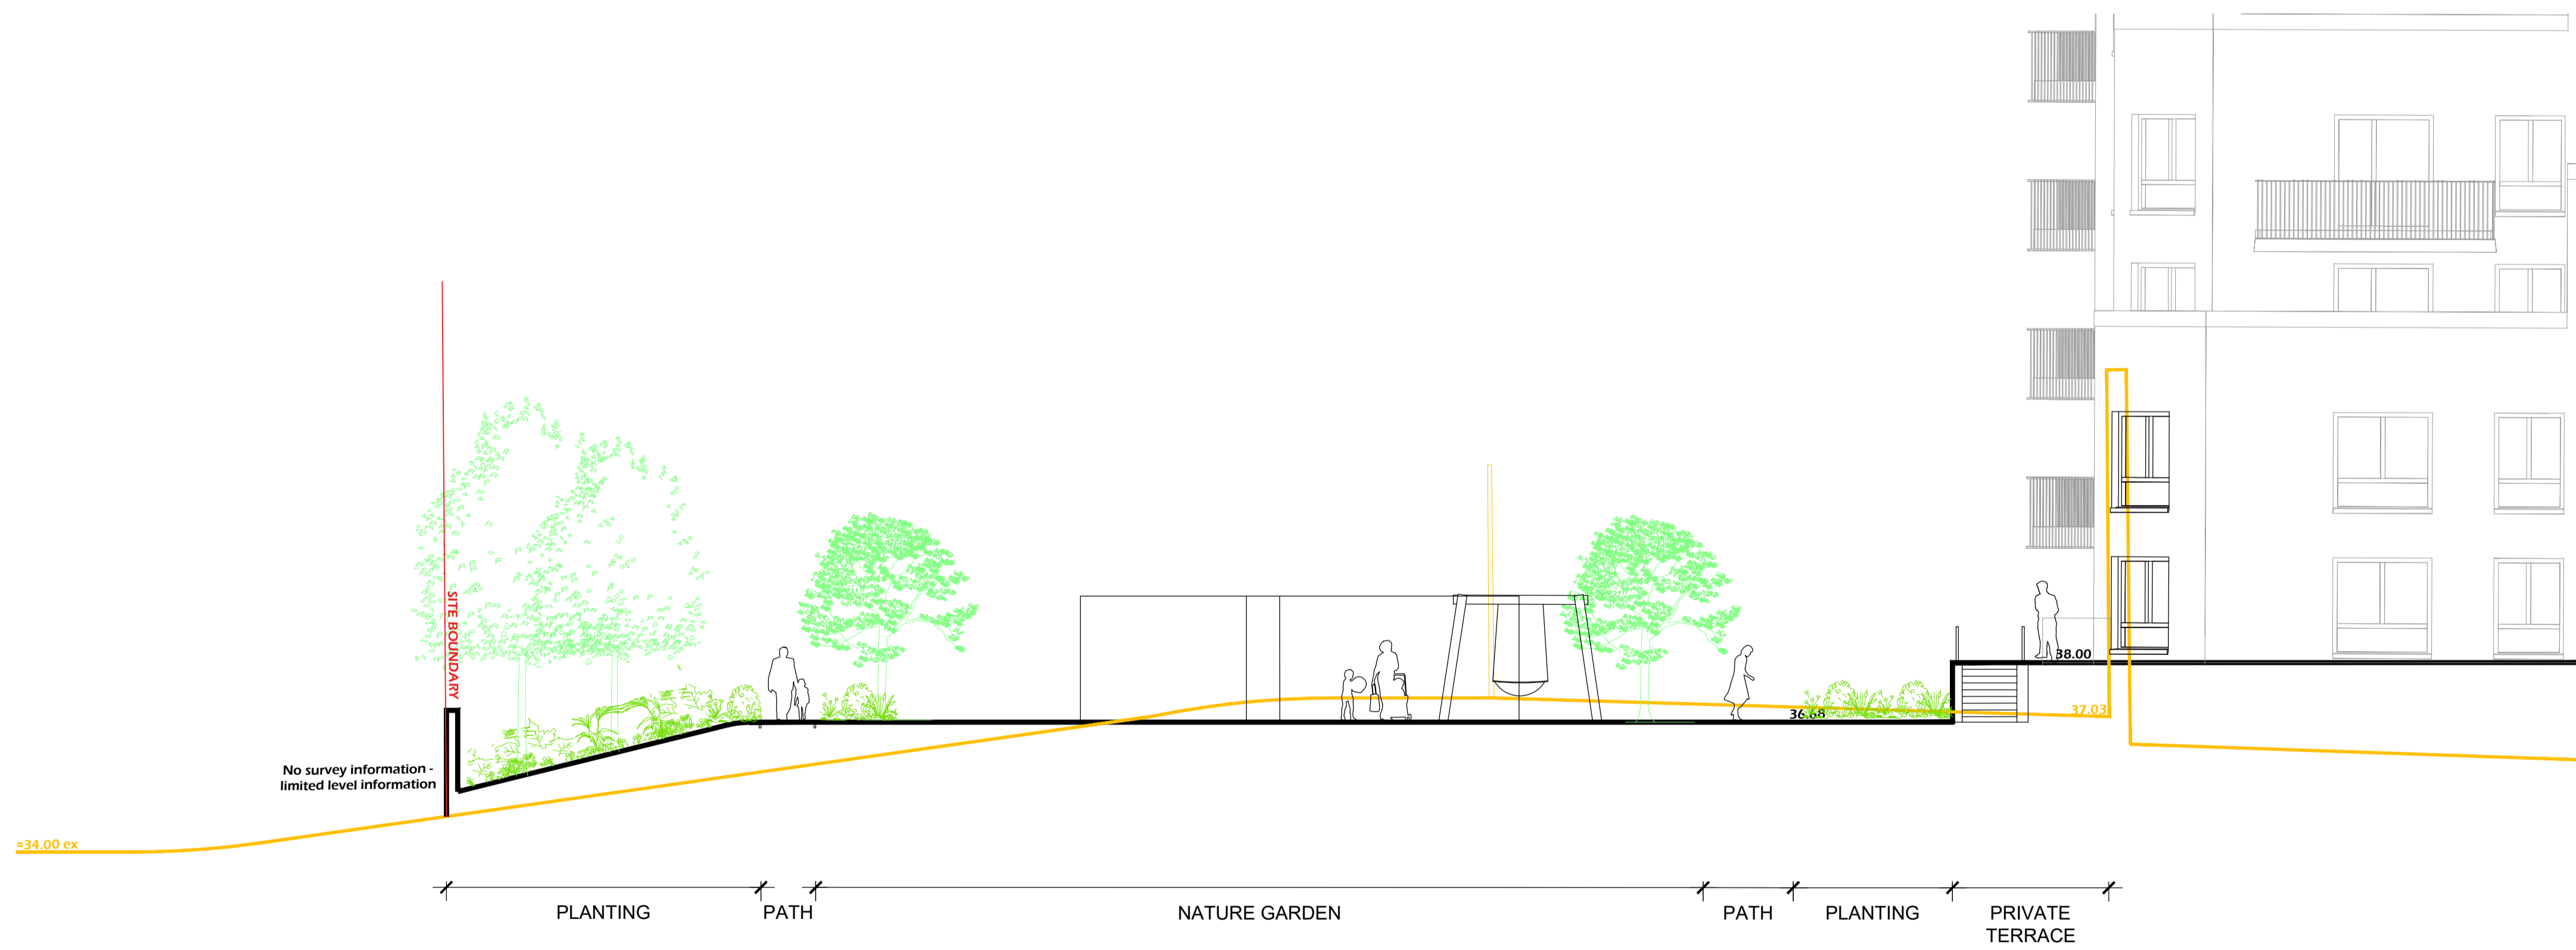 SITE BOUNDARY
38.00
36.68
37.03
No survey information -
limited level information
≈34.00 ex
PLANTING
PATH
NATURE GARDEN
PATH
PLANTING
PRIVATE
TERRACE